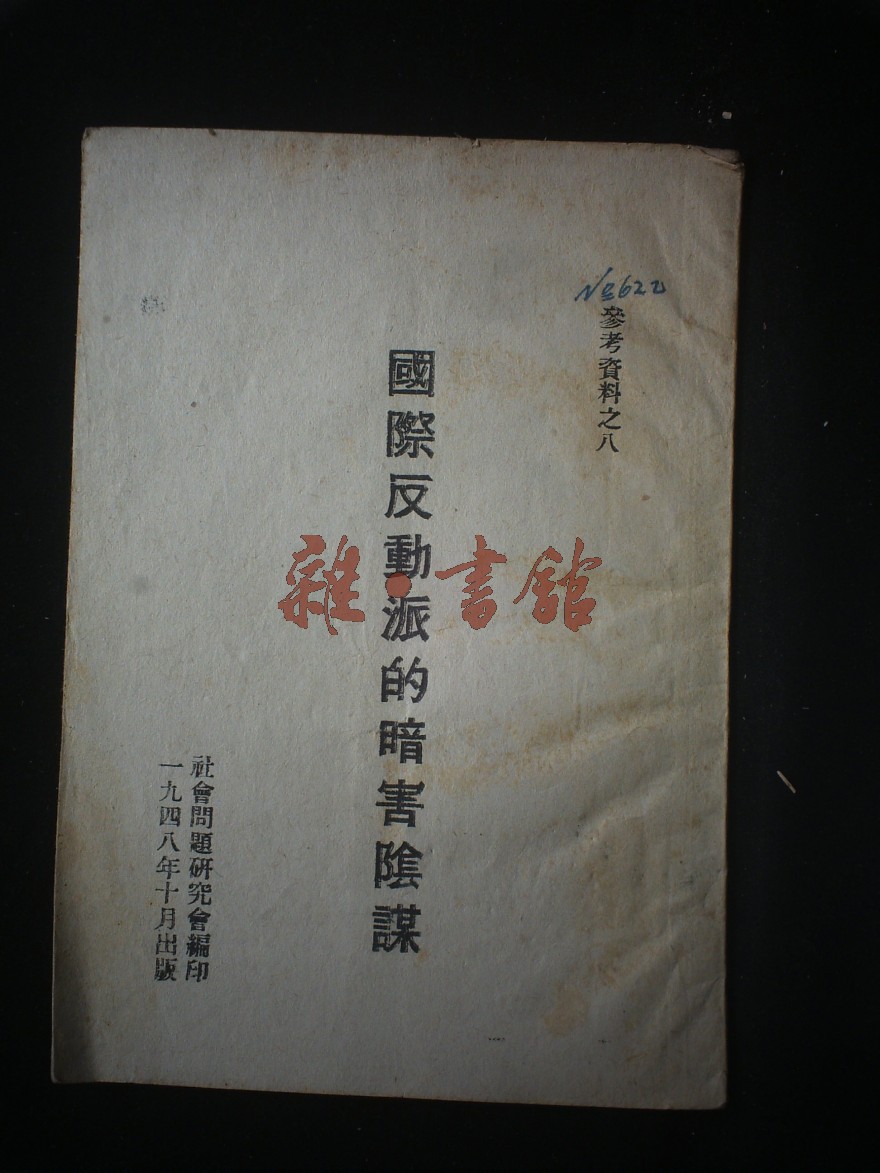 №622
參考資料之八
國際反動派的暗害陰謀
社會問題研究會編印
一九四八年十月出版
雜·書館